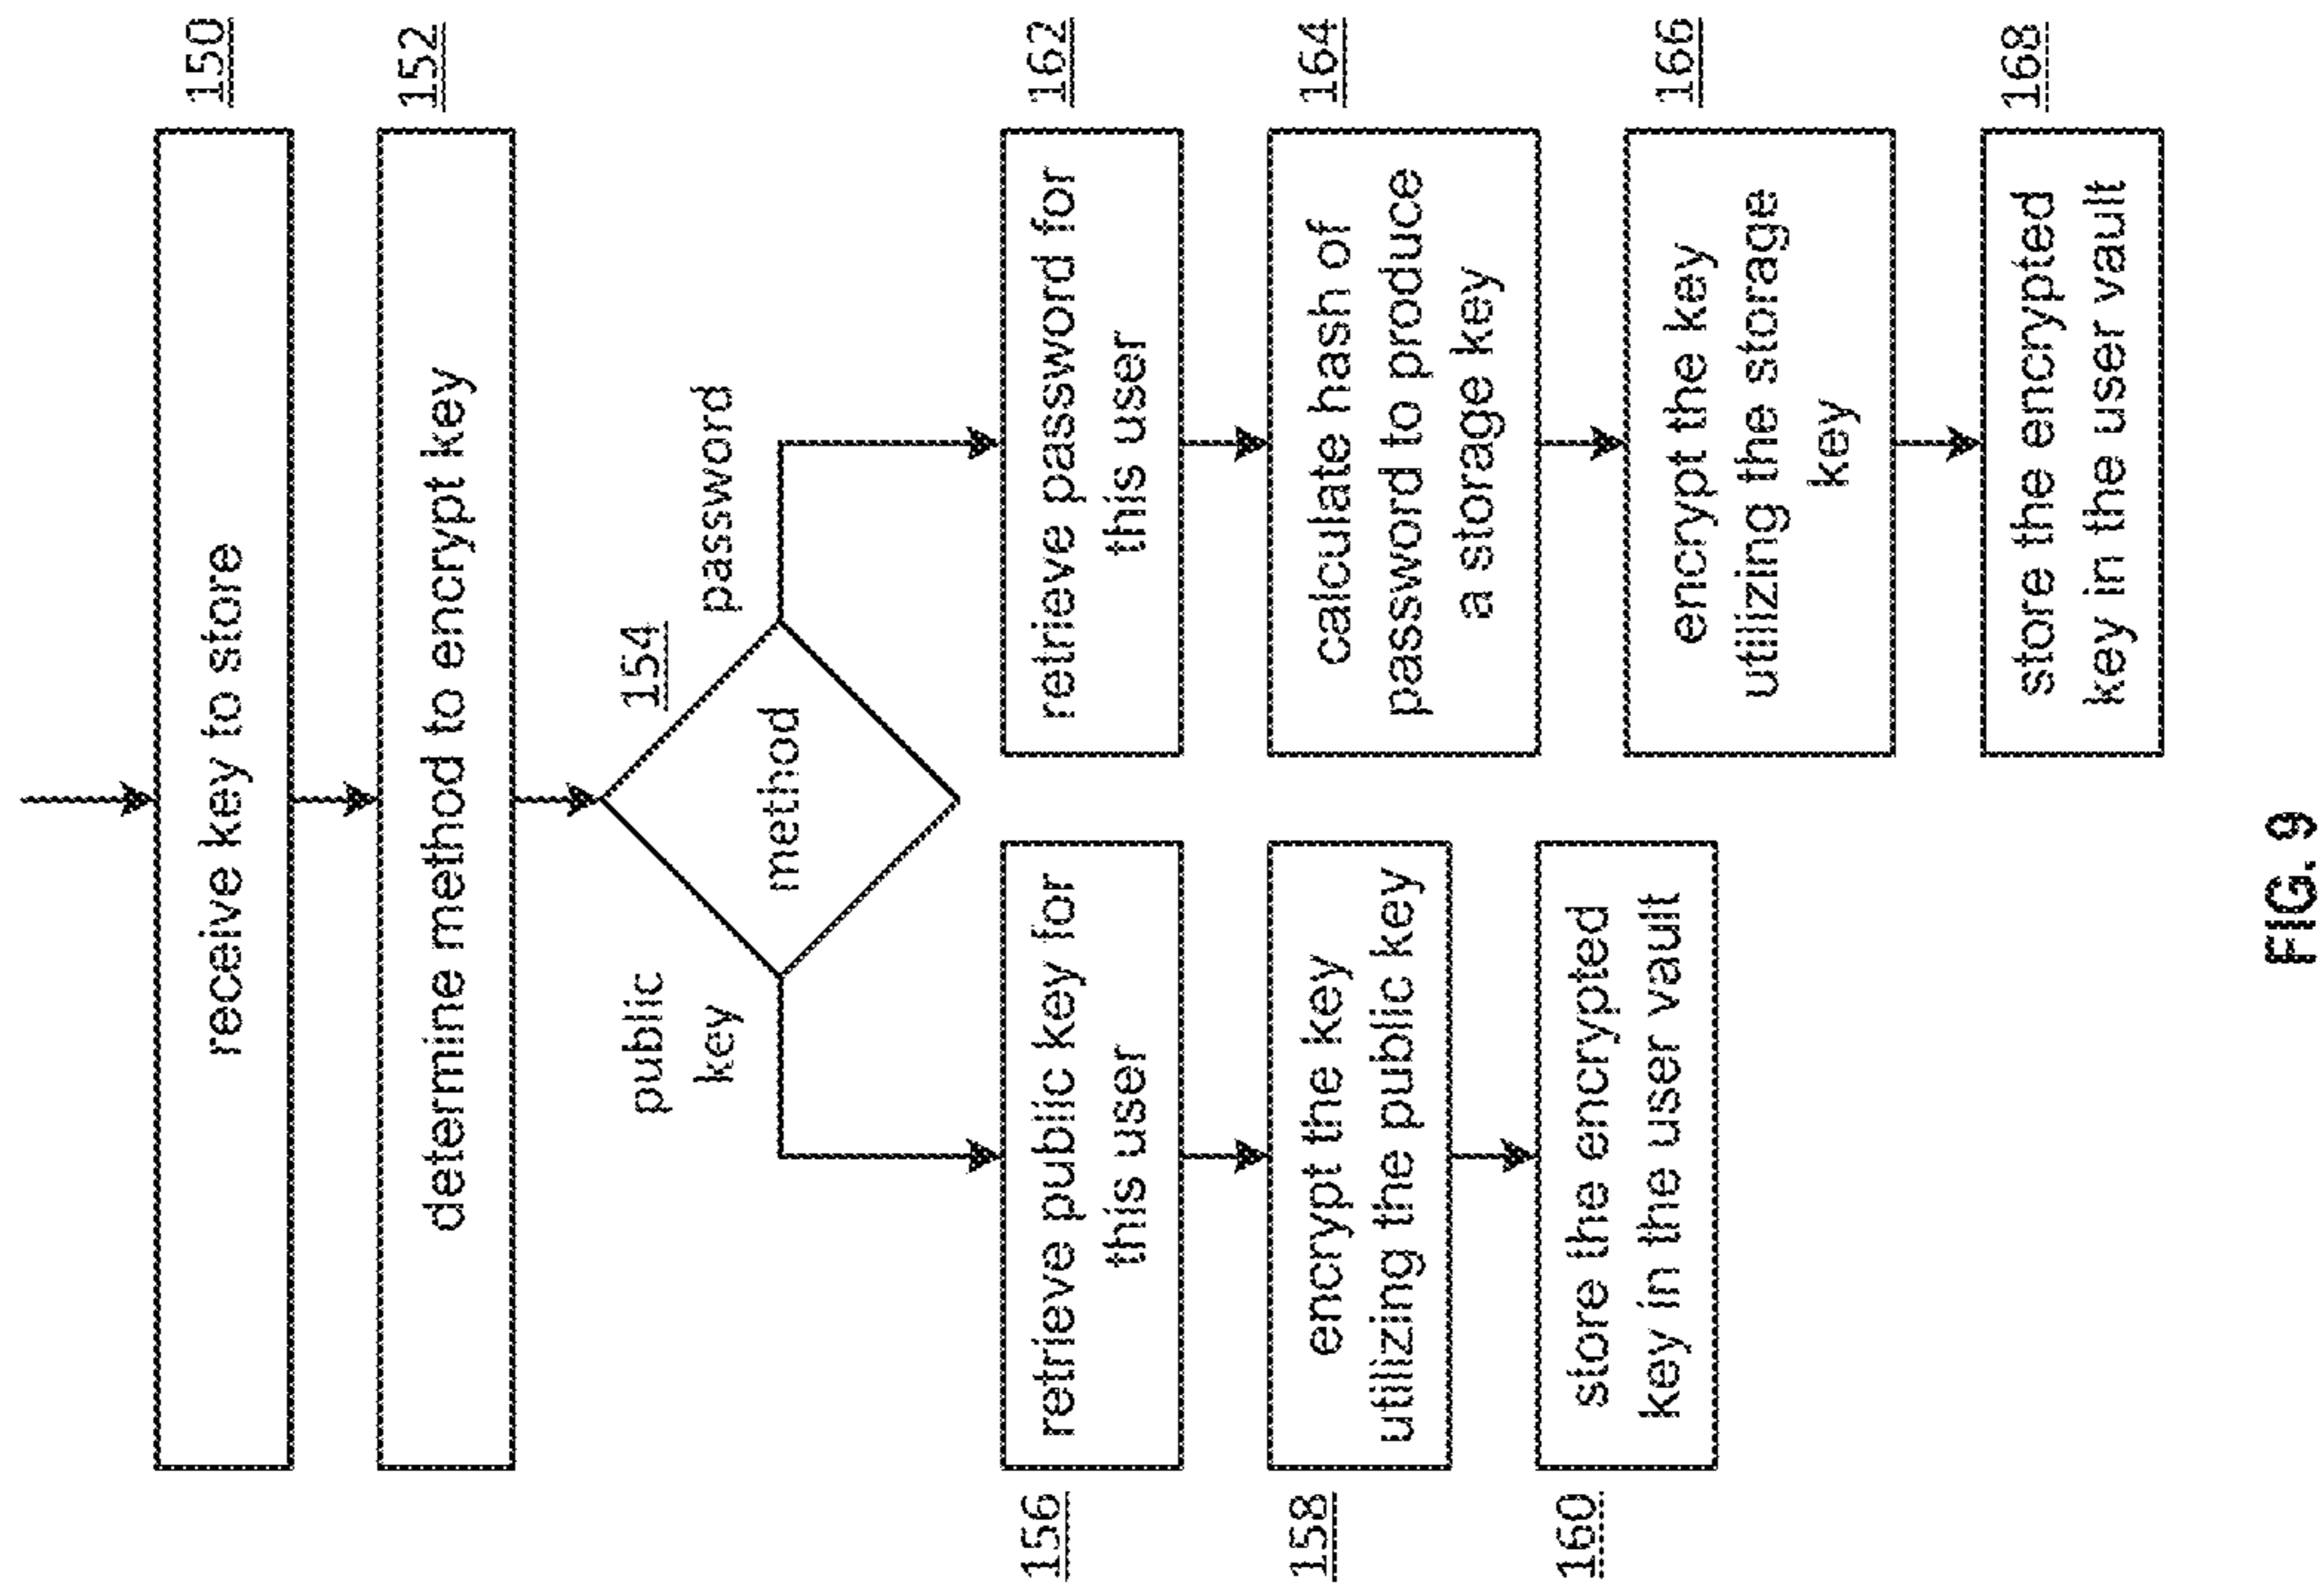 receive key to store
150
determine method to encrypt key
152
154
method
public
key
password
156
retrieve public key for
this user
158
encrypt the key
utilizing the public key
160
store the encrypted
key in the user vault
retrieve password for
this user
162
calculate hash of
password to produce
a storage key
164
encrypt the key
utilizing the storage
key
166
store the encrypted
key in the user vault
168
FIG. 9